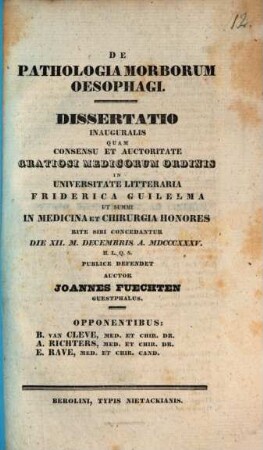 12.
DE
PATHOLOGIA MORBORUM
OESOPHAGI.
DISSERTATIO
INAUGURALIS
QUAM
CONSENSU ET AUCTORITATE
GRATIOSI MEDICORUM ORDINIS
IN
UNIVERSITATE LITTERARIA
FRIDERICA GUILELMA
UT SUMMI
IN MEDICINA ET CHIRURGIA HONORES
RITE SIBI CONCEDANTUR
DIE XII. M. DECEMBRIS A. MDCCCXXXV.
H. L. Q. S.
PUBLICE DEFENDET
AUCTOR
JOANNES FUECHTEN
GUESTPHALUS.
OPPONENTIBUS:
B. VAN CLEVE, MED. ET CHIR. DR.
A. RICHTERS, MED. ET CHIR. DR.
E. RAVE, MED. ET CHIR. CAND.
BEROLINI, TYPIS NIETACKIANIS.